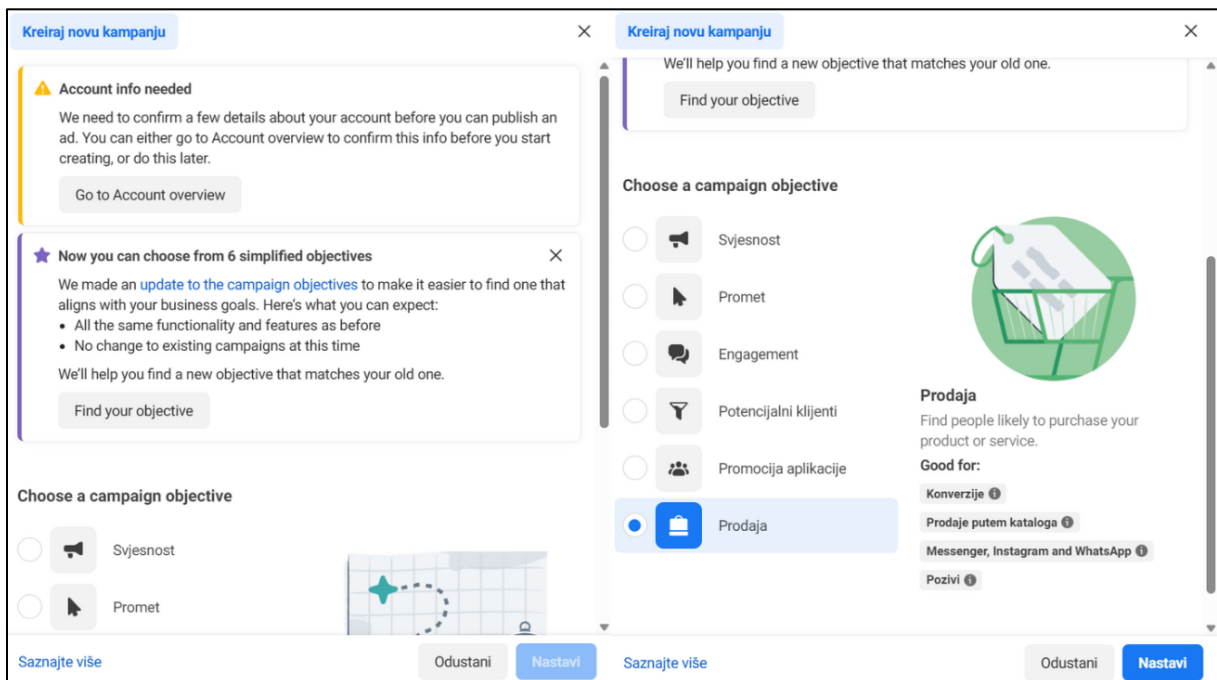 Kreiraj novu kampanju
Account info needed
We need to confirm a few details about your account before you can publish an
ad. You can either go to Account overview to confirm this info before you start
creating, or do this later.
Go to Account overview
Now you can choose from 6 simplified objectives
We made an update to the campaign objectives to make it easier to find one that
aligns with your business goals. Here's what you can expect:
• All the same functionality and features as before
• No change to existing campaigns at this time
We'll help you find a new objective that matches your old one.
Find your objective
Choose a campaign objective
Svjesnost
Promet
Saznajte više
Odustani
Nastavi
Kreiraj novu kampanju
We'll help you find a new objective that matches your old one.
Find your objective
Choose a campaign objective
Svjesnost
Promet
Engagement
Potencijalni klijenti
Promocija aplikacije
Prodaja
Prodaja
Find people likely to purchase your
product or service.
Good for:
Konverzije
Prodaje putem kataloga
Messenger, Instagram and WhatsApp
Pozivi
Saznajte više
Odustani
Nastavi